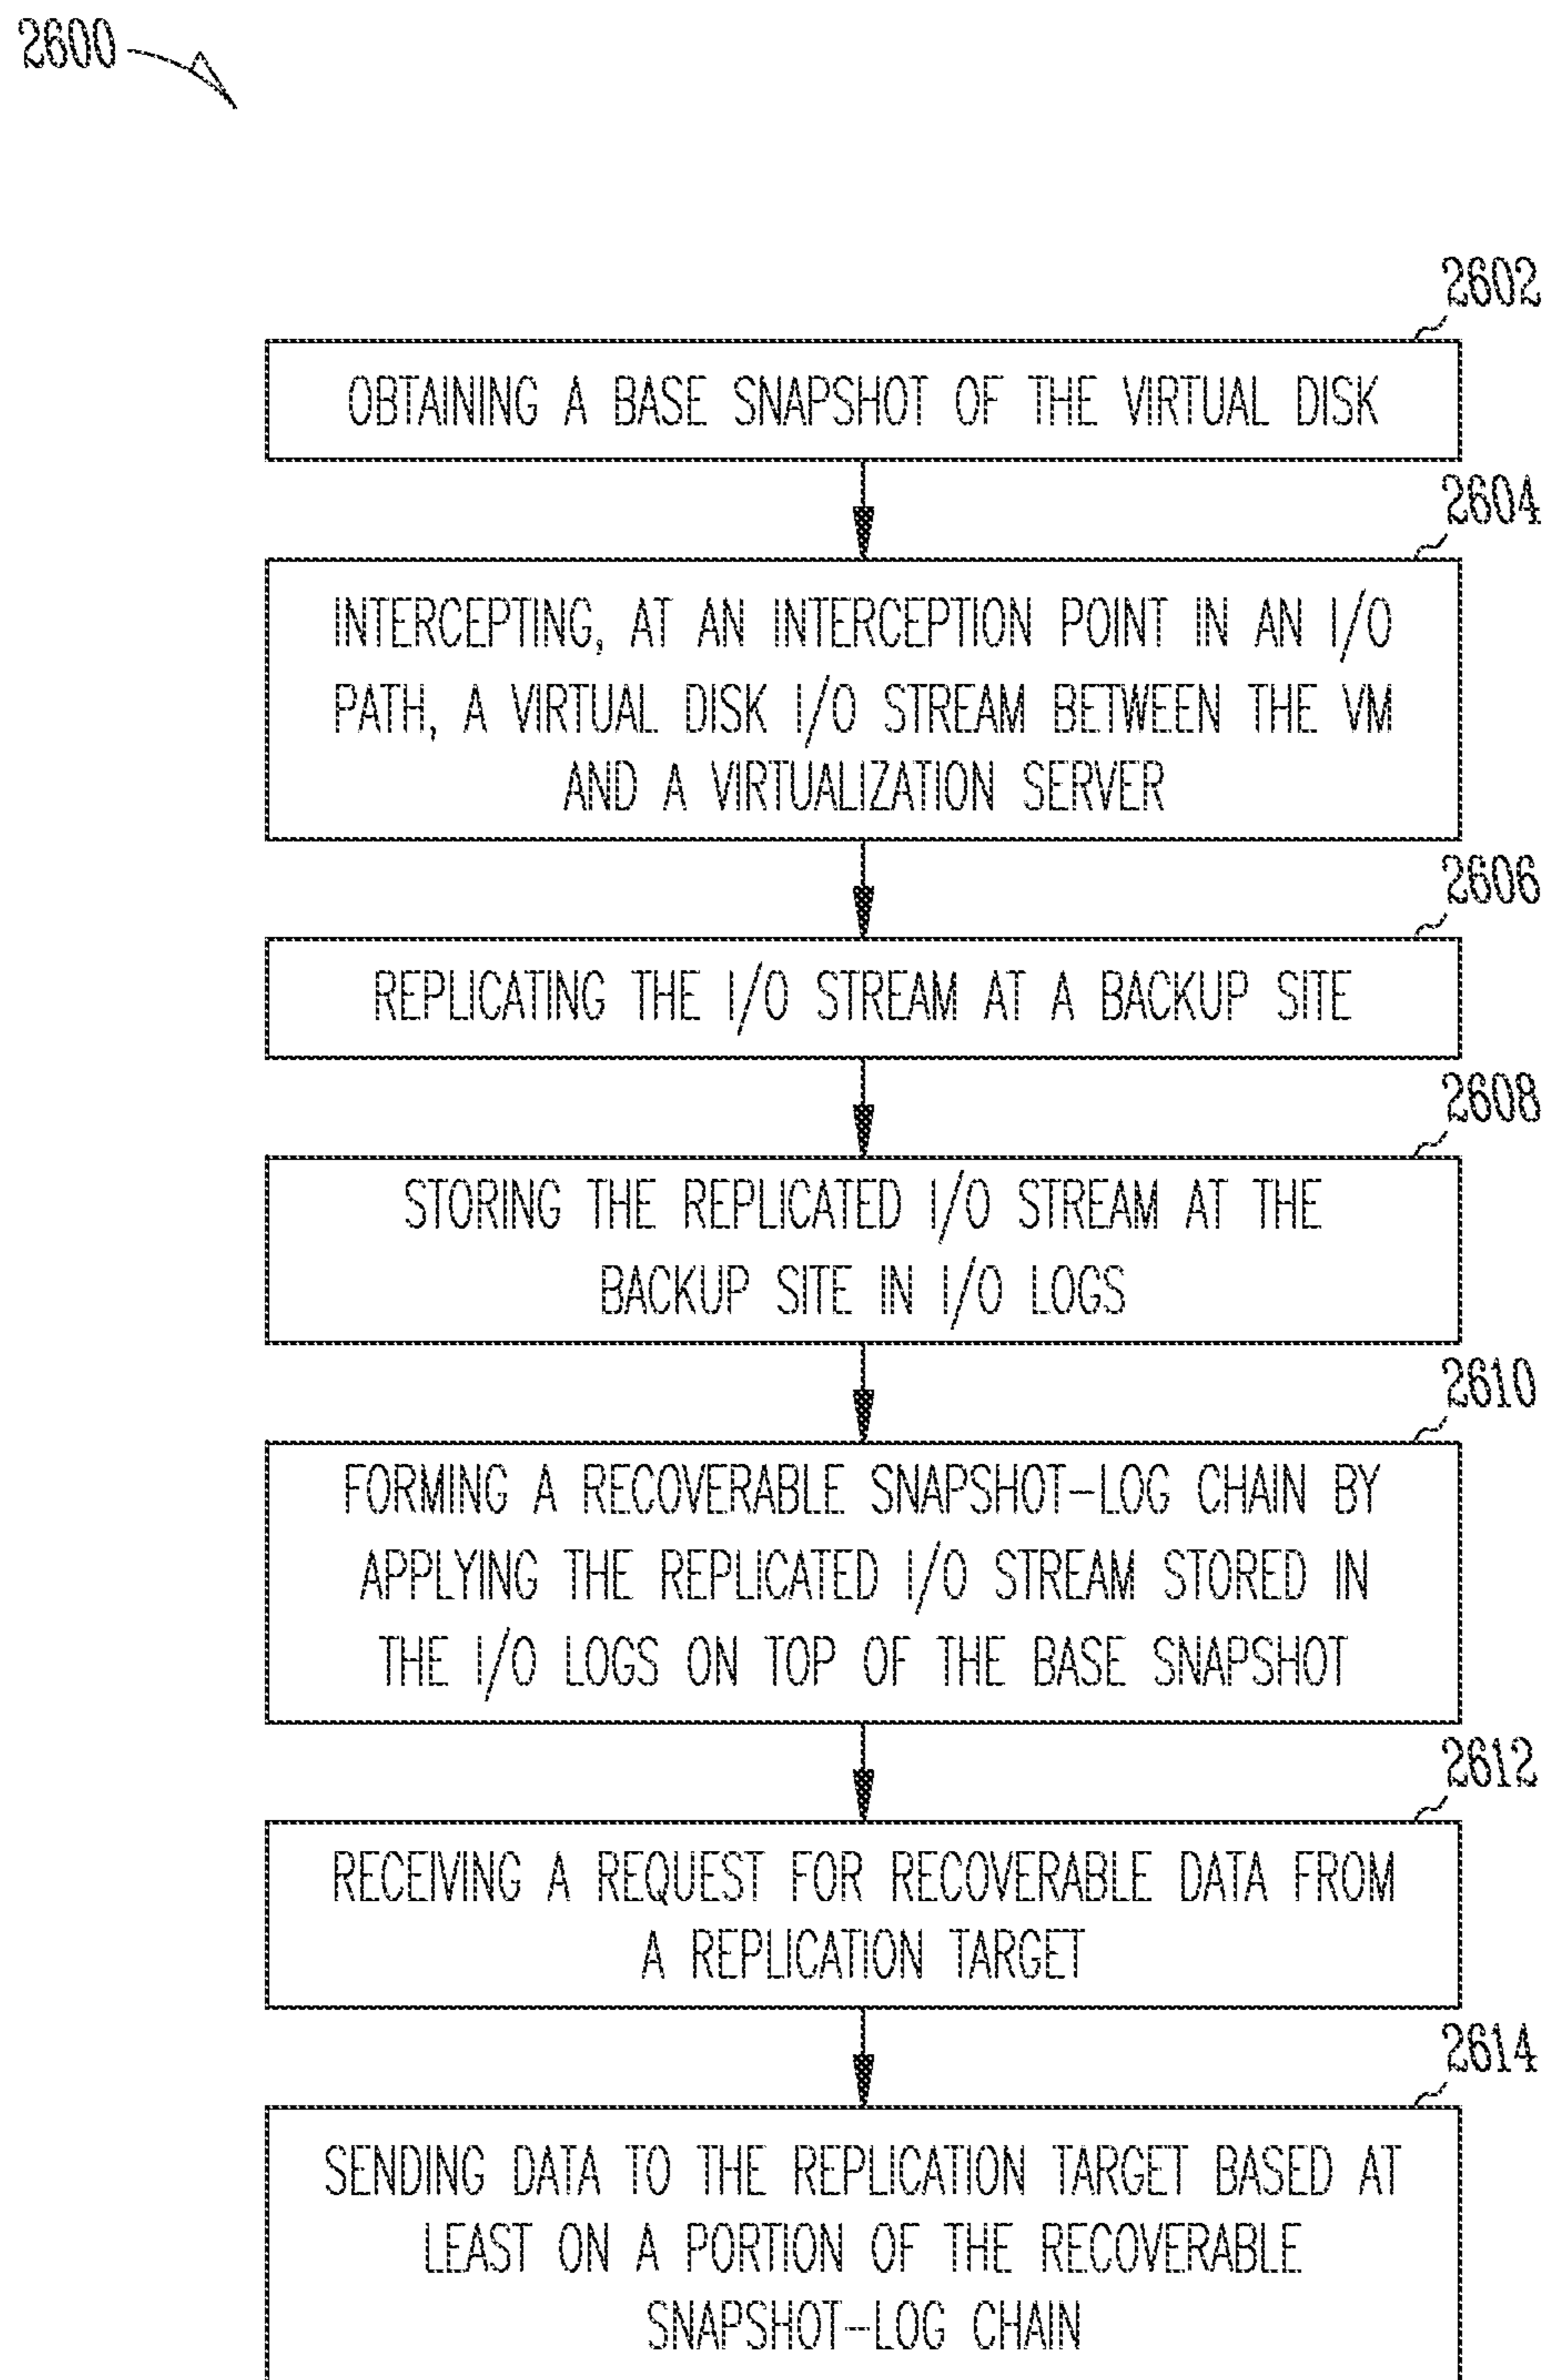 2600
2602
OBTAINING A BASE SNAPSHOT OF THE VIRTUAL DISK
2604
INTERCEPTING, AT AN INTERCEPTION POINT IN AN I/O
PATH, A VIRTUAL DISK I/O STREAM BETWEEN THE VM
AND A VIRTUALIZATION SERVER
2606
REPLICATING THE I/O STREAM AT A BACKUP SITE
2608
STORING THE REPLICATED I/O STREAM AT THE
BACKUP SITE IN I/O LOGS
2610
FORMING A RECOVERABLE SNAPSHOT-LOG CHAIN BY
APPLYING THE REPLICATED I/O STREAM STORED IN
THE I/O LOGS ON TOP OF THE BASE SNAPSHOT
2612
RECEIVING A REQUEST FOR RECOVERABLE DATA FROM
A REPLICATION TARGET
2614
SENDING DATA TO THE REPLICATION TARGET BASED AT
LEAST ON A PORTION OF THE RECOVERABLE
SNAPSHOT-LOG CHAIN